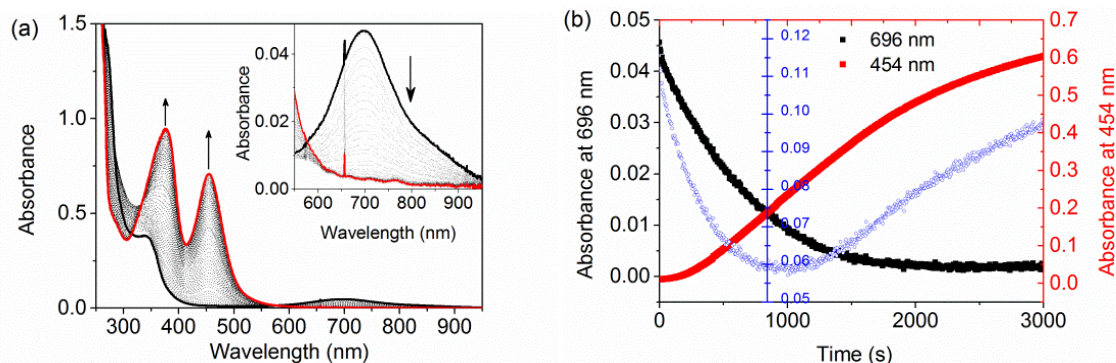 (a)
1.5
1.0
0.5
0.0
Absorbance
300 400 500 600 700 800 900
Wavelength (nm)
0.04
0.02
0.00
Absorbance
600 700 800 900
Wavelength (nm)
(b)
0.05
0.04
0.03
0.02
0.01
0.00
Absorbance at 696 nm
0.12
0.11
0.10
0.09
0.08
0.07
0.06
0.05
696 nm
454 nm
0.7
0.6
0.5
0.4
0.3
0.2
0.1
0.0
Absorbance at 454 nm
0 1000 2000 3000
Time (s)